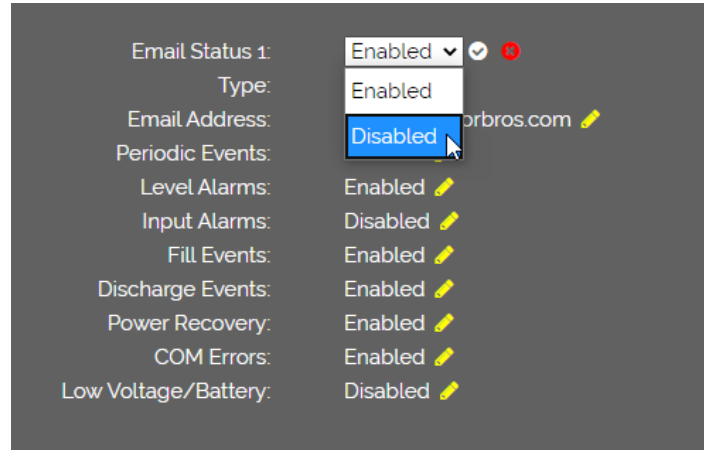 Email Status 1: Enabled
Type: Enabled
Email Address: Disabled orbros.com
Periodic Events:
Level Alarms: Enabled
Input Alarms: Disabled
Fill Events: Enabled
Discharge Events: Enabled
Power Recovery: Enabled
COM Errors: Enabled
Low Voltage/Battery: Disabled